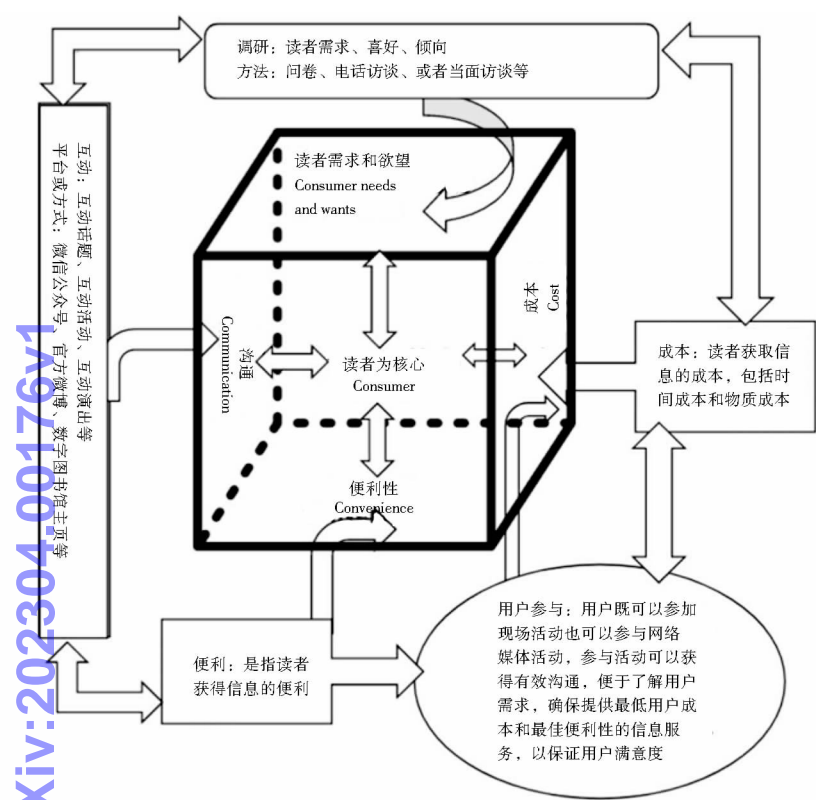 调研：读者需求、喜好、倾向
方法：问卷、电话访谈、或者当面访谈等
互动：互动话题、互动活动、互动演出等
平台或方式：微信公众号、官方微博、数字图书馆主页等
读者需求和欲望
Consumer needs
and wants
沟通
Communication
读者为核心
Consumer
成本
Cost
便利性
Convenience
成本：读者获取信
息的成本，包括时
间成本和物质成本
便利：是指读者
获得信息的便利
用户参与：用户既可以参加
现场活动也可以参与网络
媒体活动，参与活动可以获
得有效沟通，便于了解用户
需求，确保提供最低用户成
本和最佳便利性的信息服
务，以保证用户满意度
Xiv:202304.00176v1